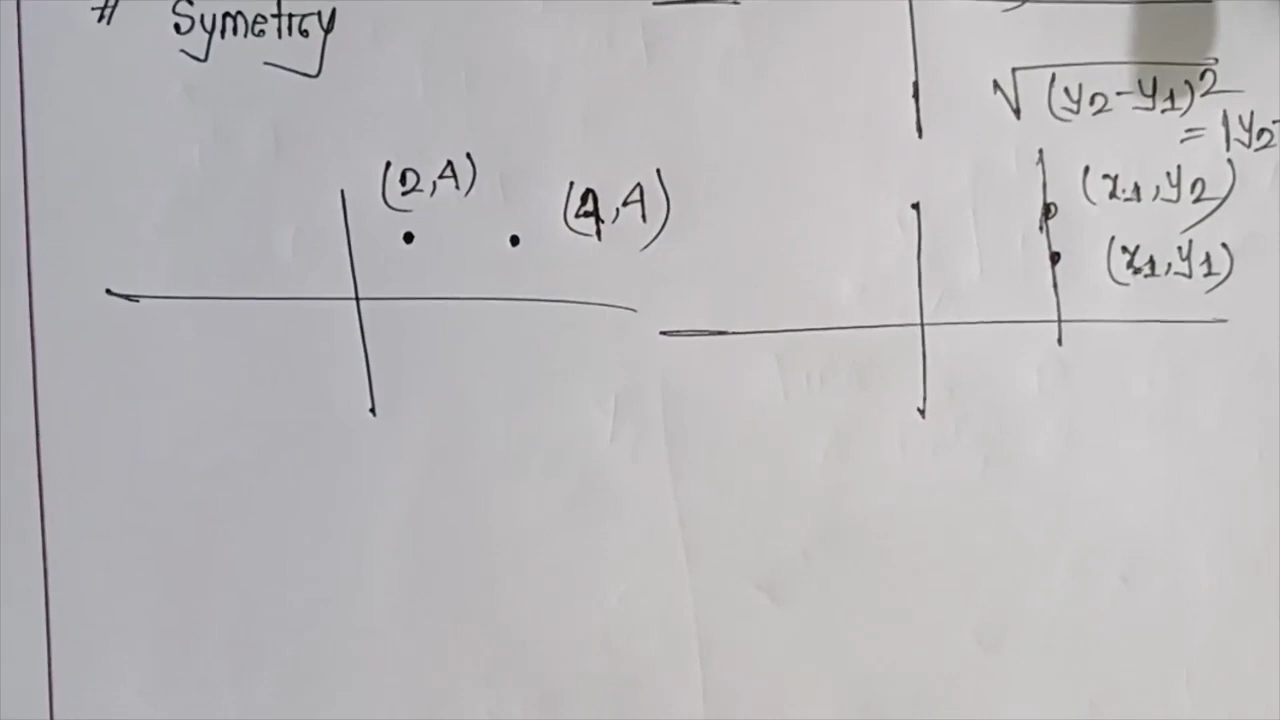 # Symetry
√(y2-y1)2
= |y2-
(2,4)
(4,4)
(x1,y2)
(x1,y1)